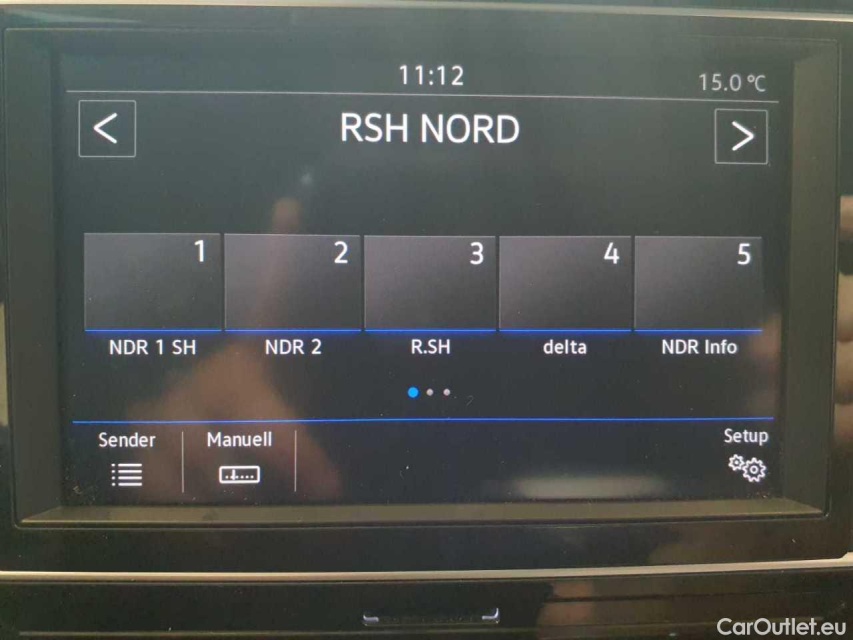 11:12
15.0 °C
<
RSH NORD
>
1
2
3
4
5
NDR 1 SH
NDR 2
R.SH
delta
NDR Info
Sender
Manuell
Setup
CarOutlet.eu